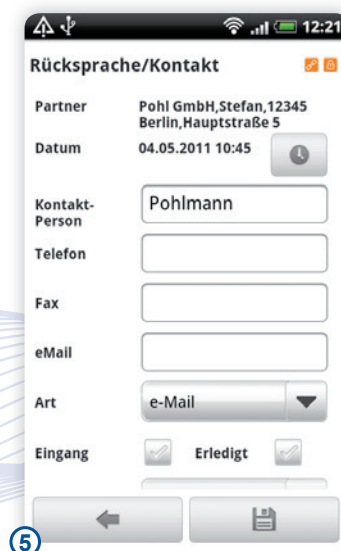 12:21
Rücksprache/Kontakt
Partner Pohl GmbH,Stefan,12345
Berlin,Hauptstraße 5
Datum 04.05.2011 10:45
Kontakt-
Person
Pohlmann
Telefon
Fax
eMail
Art e-Mail
Eingang Erledigt
5